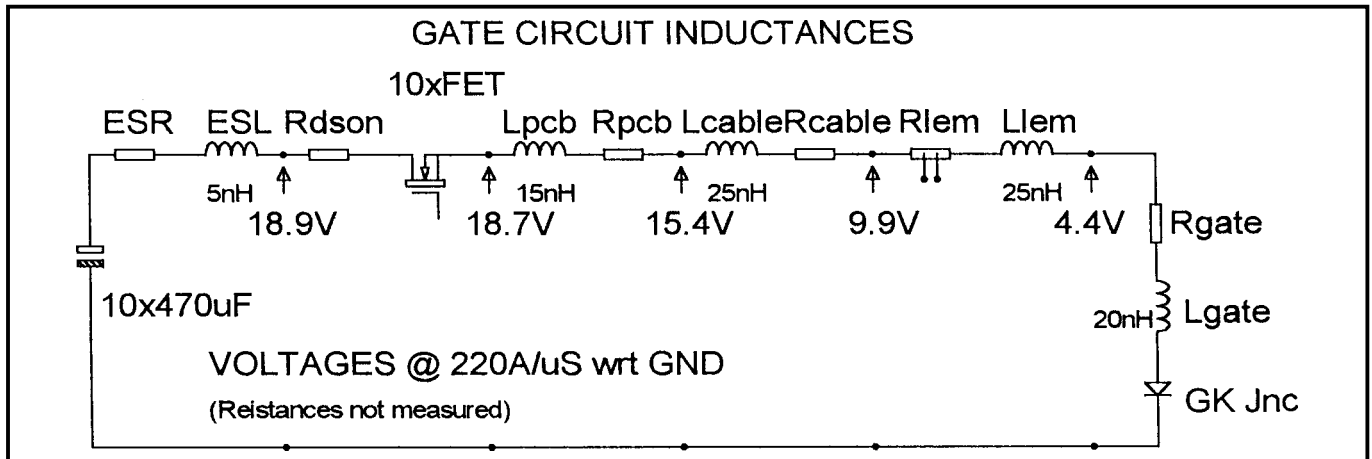 GATE CIRCUIT INDUCTANCES
10xFET
ESR ESL Rdson Lpcb Rpcb Lcable Rcable Rlem Llem
5nH 15nH 25nH 25nH
18.9V 18.7V 15.4V 9.9V 4.4V Rgate
10x470uF
20nH Lgate
VOLTAGES @ 220A/uS wrt GND
(Reistances not measured)
GK Jnc